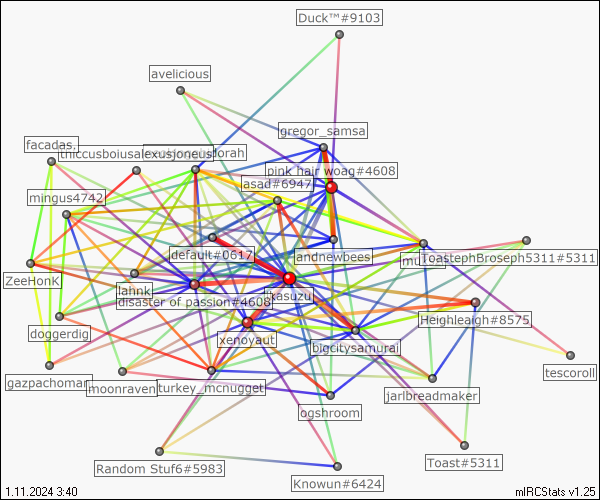 Duck™#9103
avelicious
gregor_samsa
facadas.
pink hair woag#4608
asad#6947
mingus4742
default#0617
andnewbees
ToastephBroseph5311#5311
ZeeHonK
lahnk
disaster of passion#4608
kasuzu
Heighleaigh#8575
doggerdig
xenoyaut
bigcitysamurai
tescoroll
gazpachoman
moonraven
turkey_mcnugget
jarlbreadmaker
ogshroom
Random Stuf6#5983
Toast#5311
Knowun#6424
1.11.2024 3:40
mIRCStats v1.25